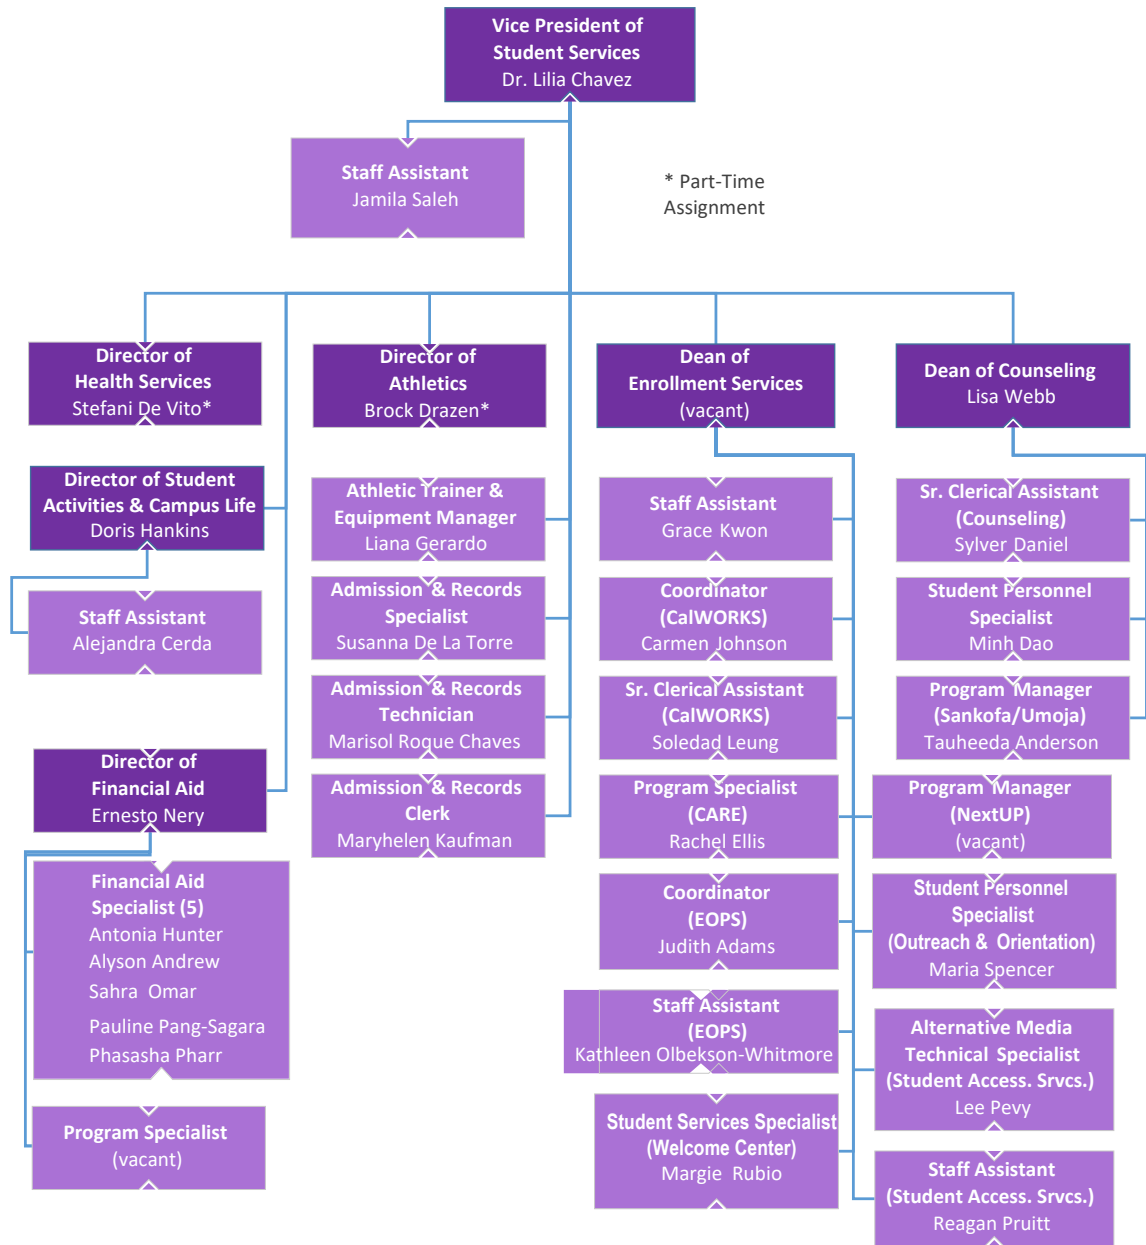 Vice President of
Student Services
Dr. Lilia Chavez
Staff Assistant
Jamila Saleh
* Part-Time
Assignment
Director of
Health Services
Stefani De Vito*
Director of
Athletics
Brock Drazen*
Dean of
Enrollment Services
(vacant)
Dean of Counseling
Lisa Webb
Director of Student
Activities & Campus Life
Doris Hankins
Staff Assistant
Alejandra Cerda
Director of
Financial Aid
Ernesto Nery
Financial Aid
Specialist (5)
Antonia Hunter
Alyson Andrew
Sahra Omar
Pauline Pang-Sagara
Phasasha Pharr
Program Specialist
(vacant)
Athletic Trainer &
Equipment Manager
Liana Gerardo
Admission & Records
Specialist
Susanna De La Torre
Admission & Records
Technician
Marisol Roque Chaves
Admission & Records
Clerk
Maryhelen Kaufman
Staff Assistant
Grace Kwon
Coordinator
(CalWORKS)
Carmen Johnson
Sr. Clerical Assistant
(CalWORKS)
Soledad Leung
Program Specialist
(CARE)
Rachel Ellis
Coordinator
(EOPS)
Judith Adams
Staff Assistant
(EOPS)
Kathleen Olbekson-Whitmore
Student Services Specialist
(Welcome Center)
Margie Rubio
Sr. Clerical Assistant
(Counseling)
Sylver Daniel
Student Personnel
Specialist
Minh Dao
Program Manager
(Sankofa/Umoja)
Tauheeda Anderson
Program Manager
(NextUP)
(vacant)
Student Personnel
Specialist
(Outreach & Orientation)
Maria Spencer
Alternative Media
Technical Specialist
(Student Access. Srvcs.)
Lee Pevy
Staff Assistant
(Student Access. Srvcs.)
Reagan Pruitt